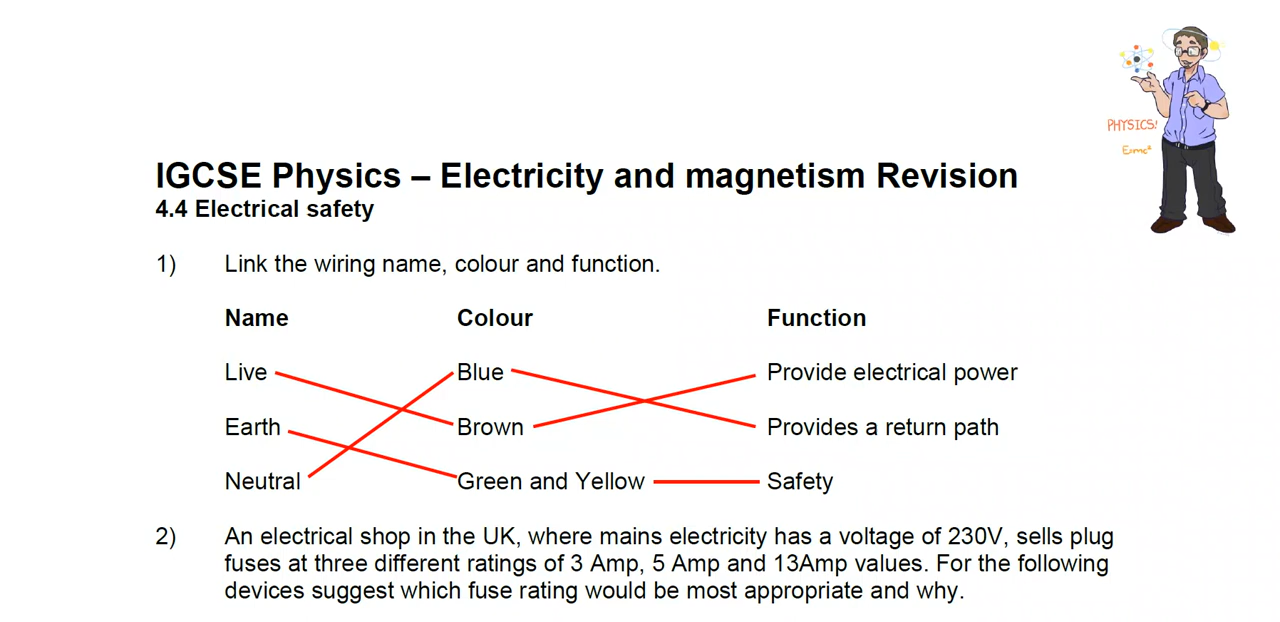 PHYSICS!
E=mc²
IGCSE Physics – Electricity and magnetism Revision
4.4 Electrical safety
1) Link the wiring name, colour and function.
Name Colour Function
Live Blue Provide electrical power
Earth Brown Provides a return path
Neutral Green and Yellow Safety
2) An electrical shop in the UK, where mains electricity has a voltage of 230V, sells plug
fuses at three different ratings of 3 Amp, 5 Amp and 13Amp values. For the following
devices suggest which fuse rating would be most appropriate and why.